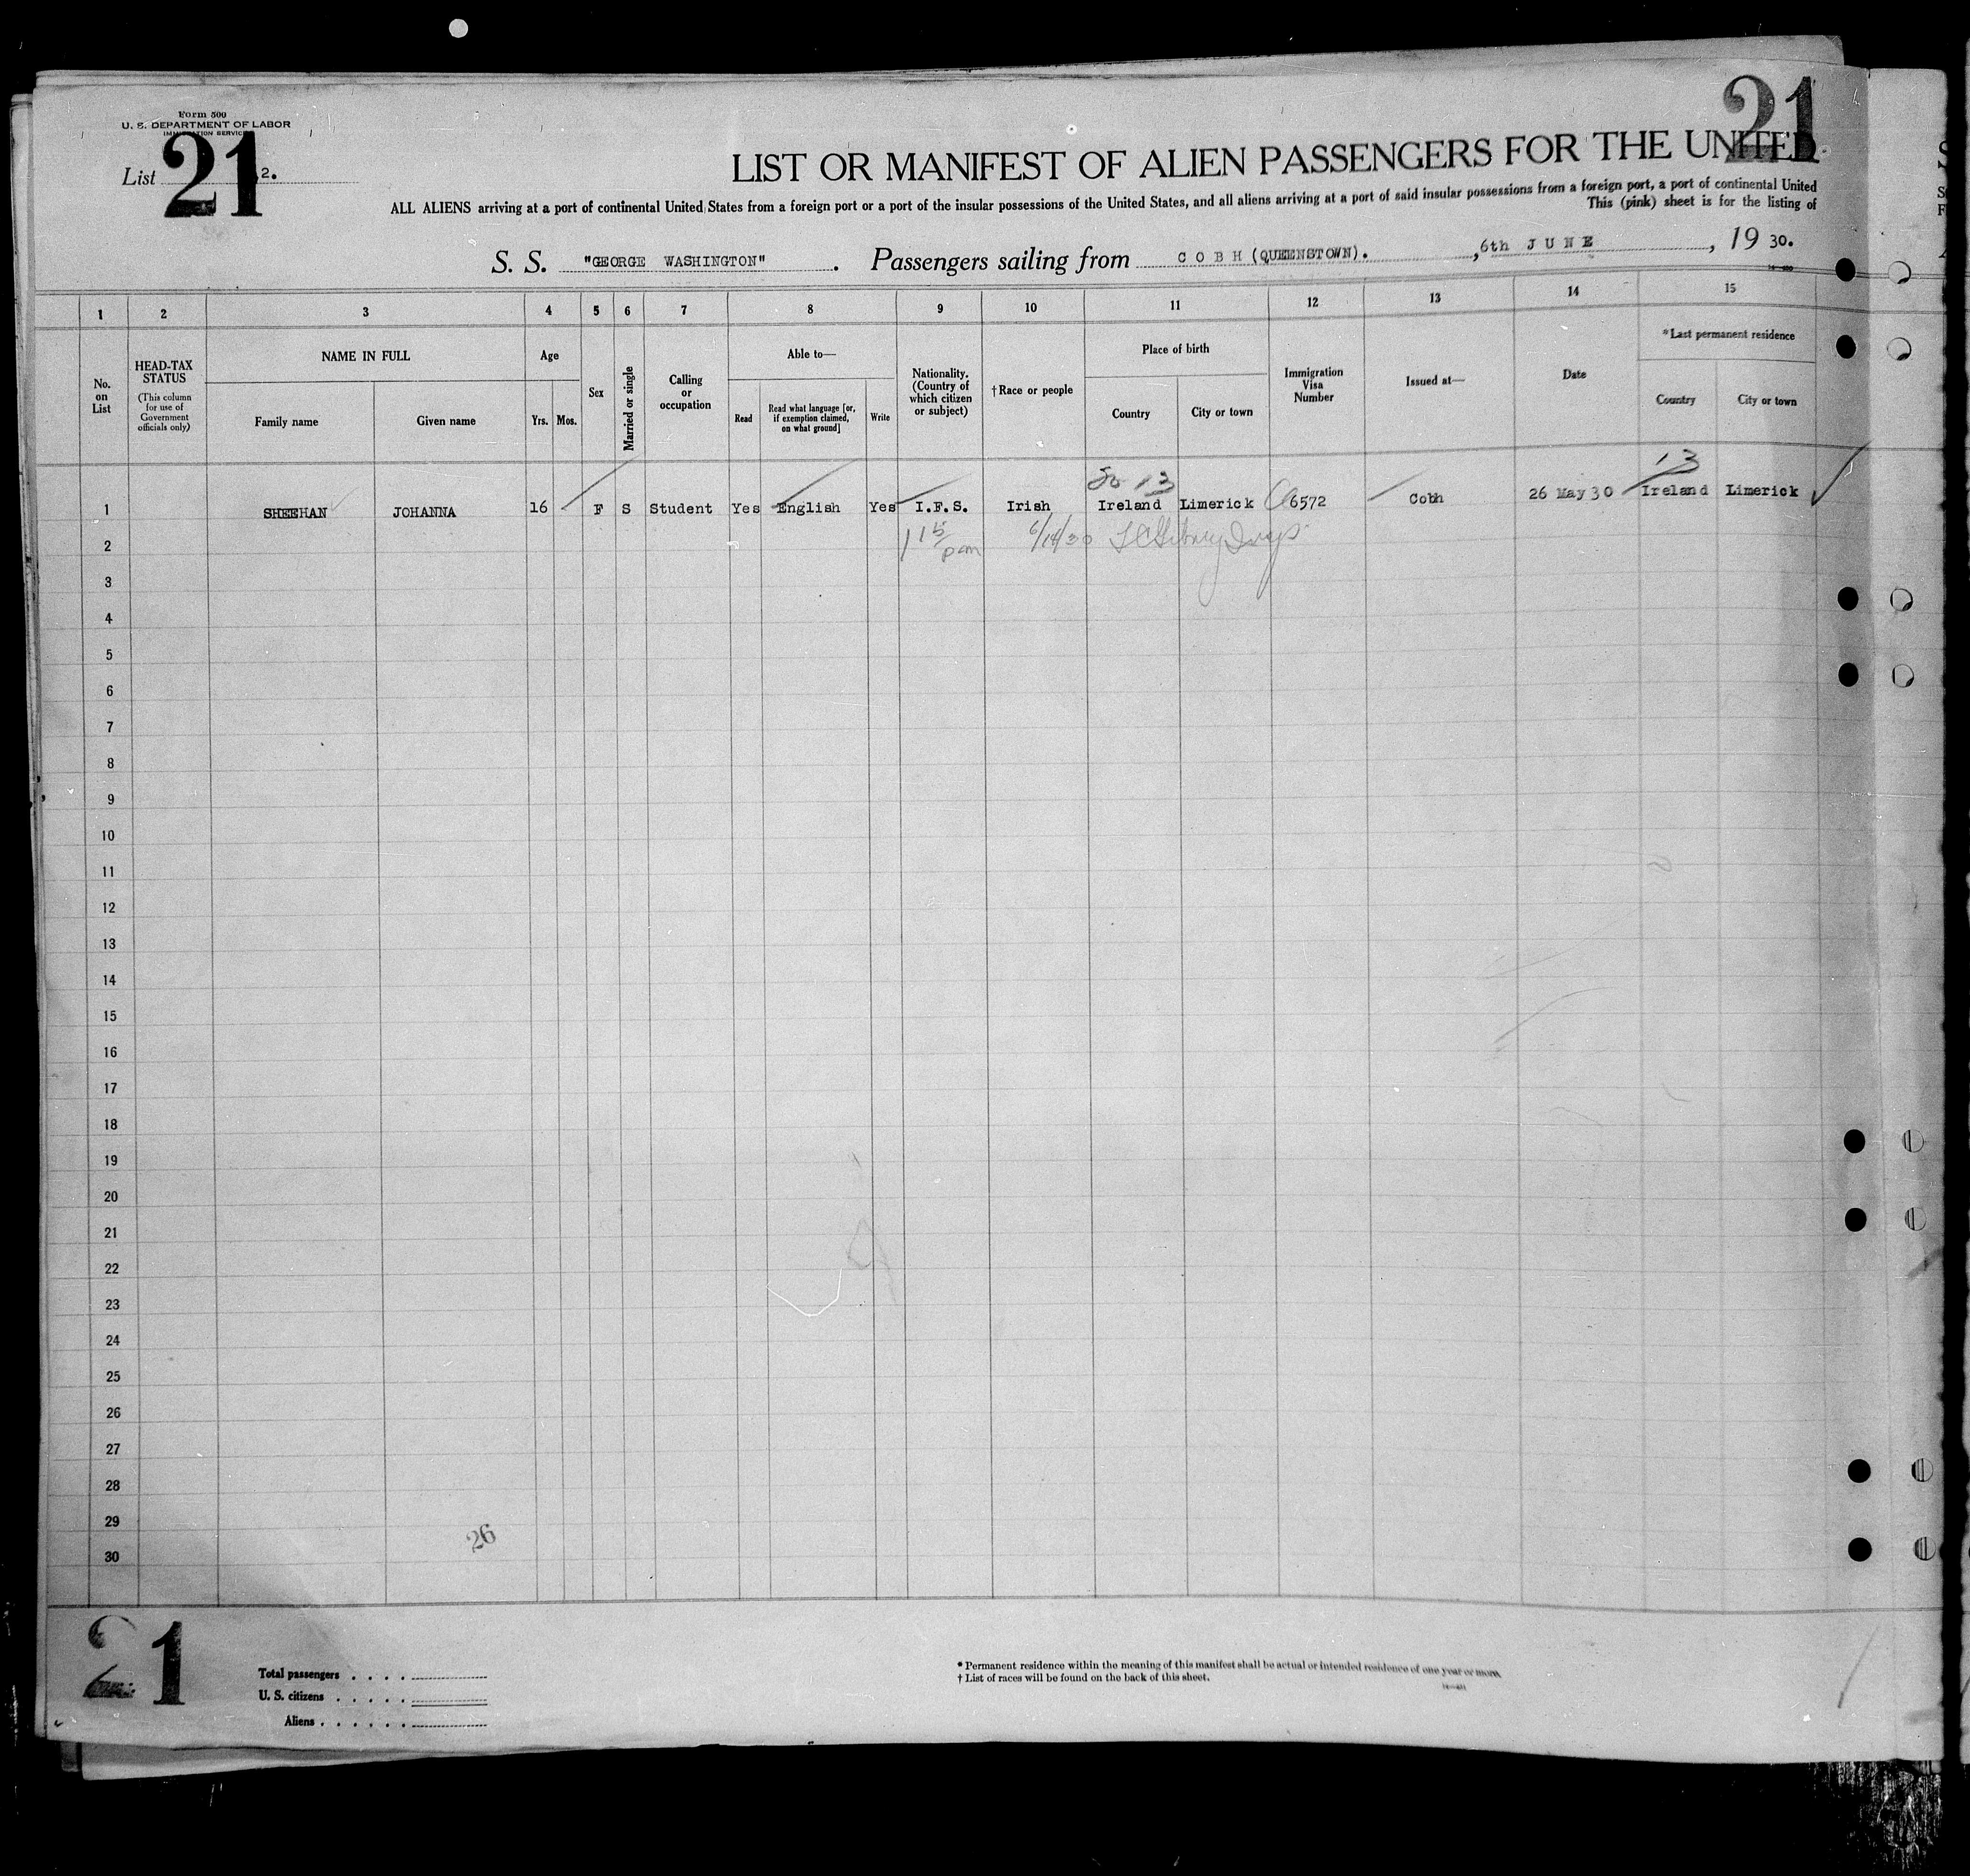 Form 500
U. S. DEPARTMENT OF LABOR
IMMIGRATION SERVICE
21
21
List 2.
LIST OR MANIFEST OF ALIEN PASSENGERS FOR THE UNITED
ALL ALIENS arriving at a port of continental United States from a foreign port or a port of the insular possessions of the United States, and all aliens arriving at a port of said insular possessions from a foreign port, a port of continental United
This (pink) sheet is for the listing of
S. S. "GEORGE WASHINGTON". Passengers sailing from COBH (QUEENSTOWN). , 6th JUNE , 19 30.
1 2 3 4 5 6 7 8 9 10 11 12 13 14 15
No. on List
HEAD-TAX STATUS
(This column for use of Government officials only)
NAME IN FULL
Family name
Given name
Age
Yrs. Mos.
Sex
Married or single
Calling or occupation
Able to—
Read
Read what language [or, if exemption claimed, on what ground]
Write
Nationality. (Country of which citizen or subject)
†Race or people
Place of birth
Country
City or town
Immigration Visa Number
Issued at—
Date
*Last permanent residence
Country
City or town
13
13
1 SHEEHAN JOHANNA 16 F S Student Yes English Yes I.F.S. Irish Ireland Limerick 6572 Cobh 26 May 30 Ireland Limerick
1 15 pm 6/14/30
2
3
4
5
6
7
8
9
10
11
12
13
14
15
16
17
18
19
20
21
22
23
24
25
26
27
28
29
30
26
21
Total passengers . . . .
U. S. citizens . . . . .
Aliens . . . . . .
* Permanent residence within the meaning of this manifest shall be actual or intended residence of one year or more.
† List of races will be found on the back of this sheet.